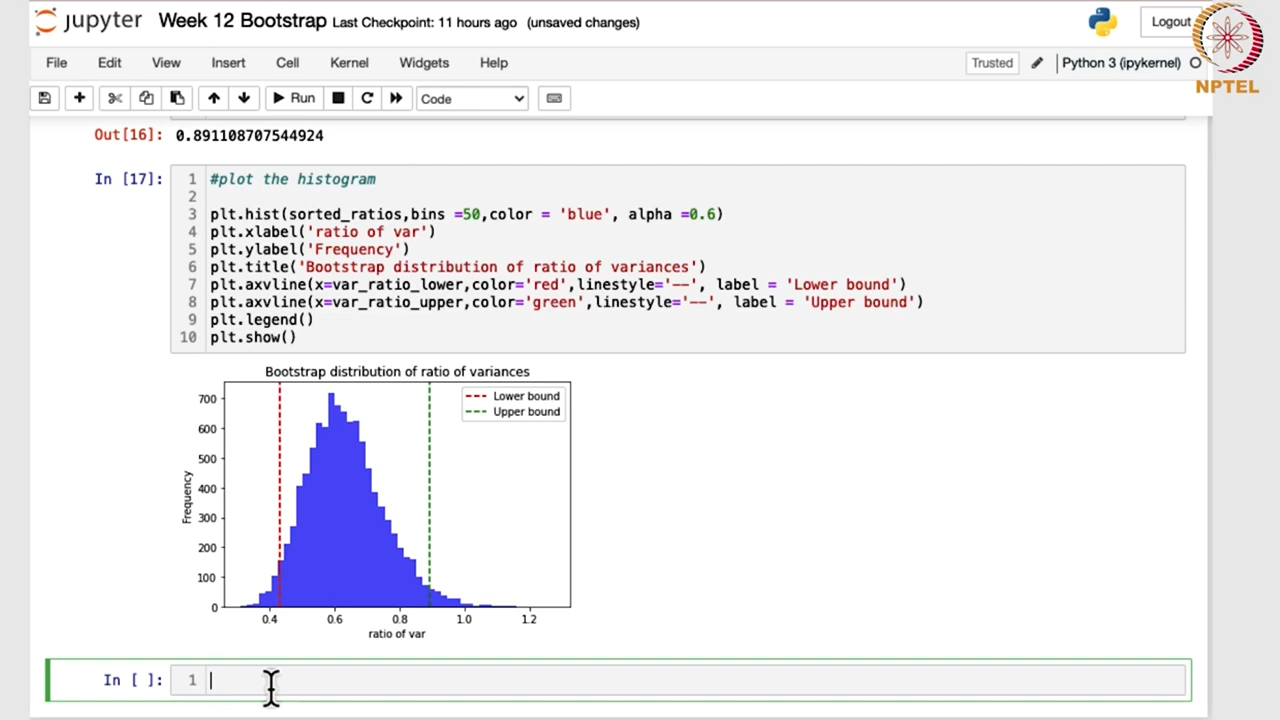 jupyter Week 12 Bootstrap Last Checkpoint: 11 hours ago (unsaved changes) Logout
NPTEL
File Edit View Insert Cell Kernel Widgets Help Trusted Python 3 (ipykernel)
Run Code
Out[16]: 0.891108707544924
In [17]: 1 #plot the histogram
2
3 plt.hist(sorted_ratios,bins =50,color = 'blue', alpha =0.6)
4 plt.xlabel('ratio of var')
5 plt.ylabel('Frequency')
6 plt.title('Bootstrap distribution of ratio of variances')
7 plt.axvline(x=var_ratio_lower,color='red',linestyle='--', label = 'Lower bound')
8 plt.axvline(x=var_ratio_upper,color='green',linestyle='--', label = 'Upper bound')
9 plt.legend()
10 plt.show()
Bootstrap distribution of ratio of variances
Lower bound
Upper bound
Frequency
700
600
500
400
300
200
100
0
0.4 0.6 0.8 1.0 1.2
ratio of var
In [ ]: 1